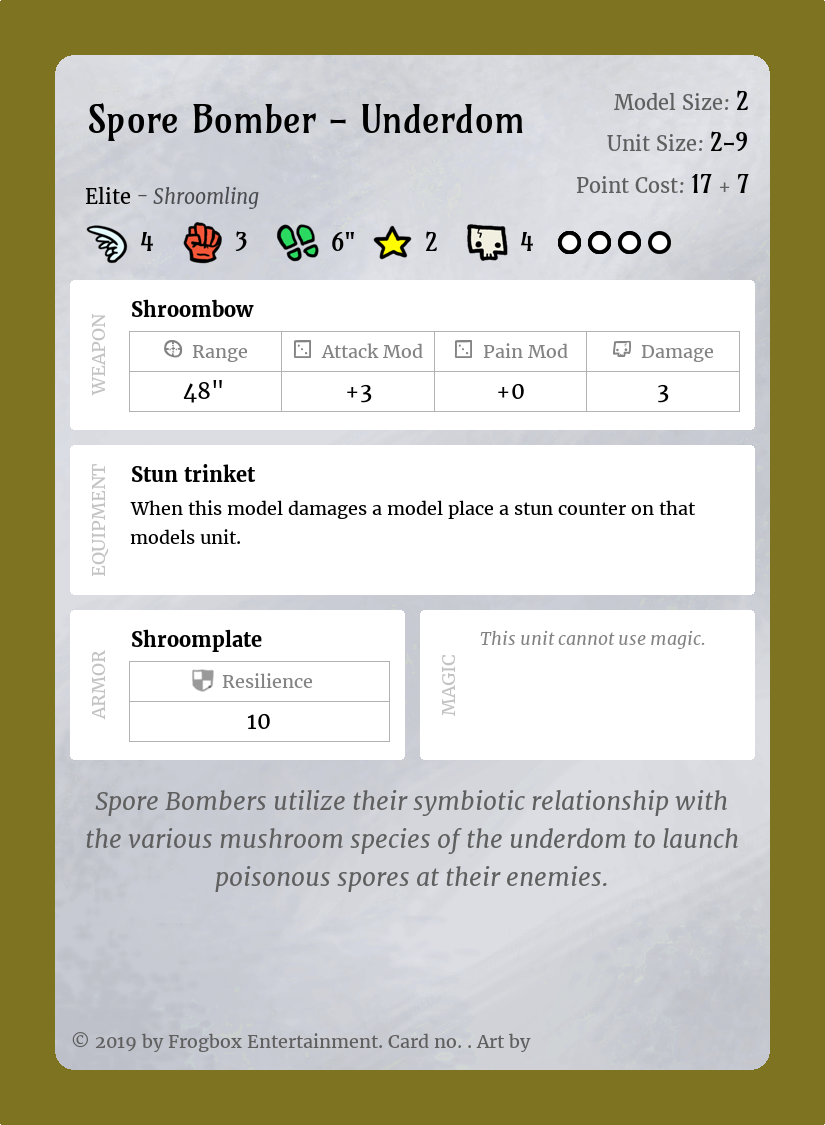 Spore Bomber – Underdom
Model Size: 2
Unit Size: 2–9
Point Cost: 17 + 7
Elite – Shroomling
4 3 6" 2 4
WEAPON
Shroombow
Range Attack Mod Pain Mod Damage
48" +3 +0 3
EQUIPMENT
Stun trinket
When this model damages a model place a stun counter on that
models unit.
ARMOR
Shroomplate
Resilience
10
MAGIC
This unit cannot use magic.
Spore Bombers utilize their symbiotic relationship with
the various mushroom species of the underdom to launch
poisonous spores at their enemies.
© 2019 by Frogbox Entertainment. Card no. . Art by